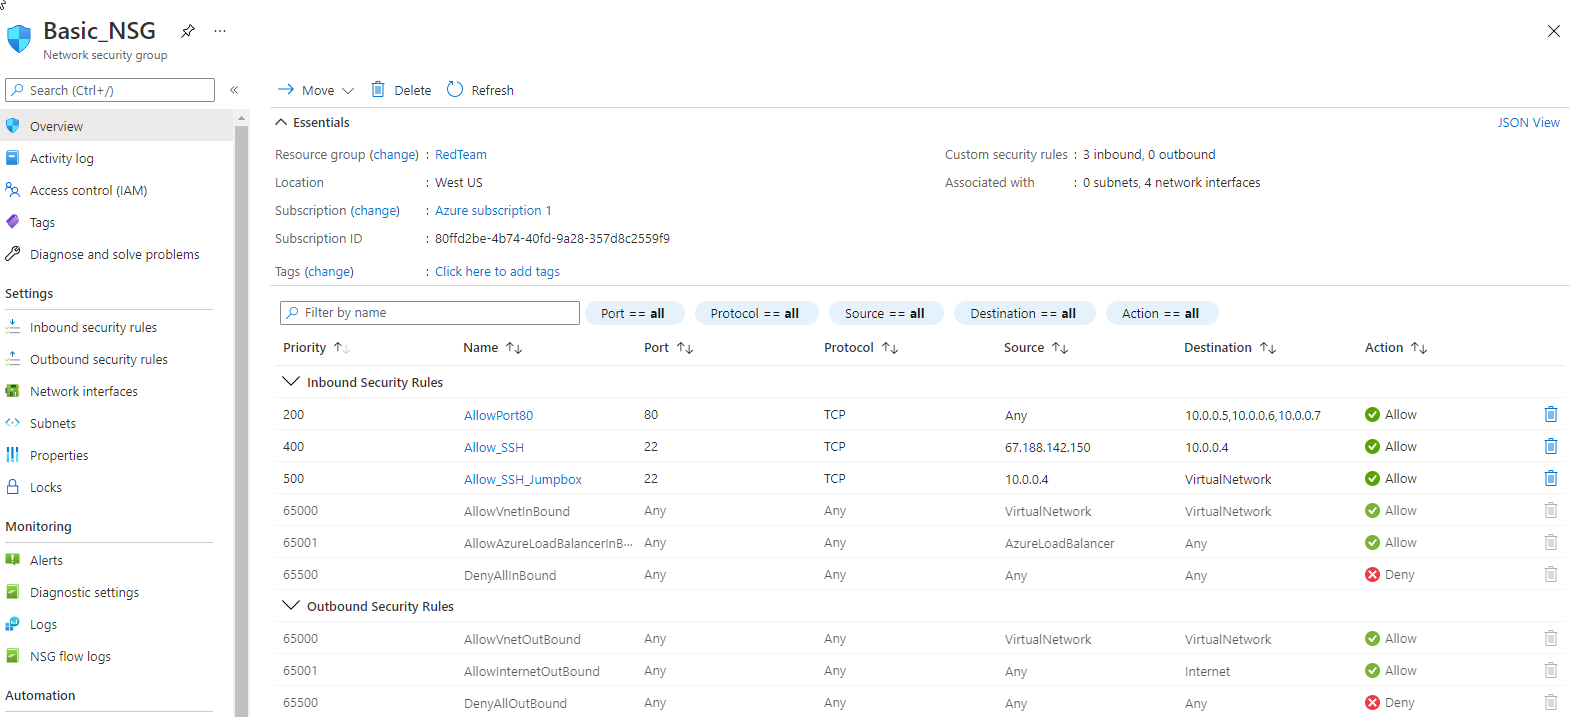 Basic_NSG
Network security group
Search (Ctrl+/)
Overview
Activity log
Access control (IAM)
Tags
Diagnose and solve problems
Settings
Inbound security rules
Outbound security rules
Network interfaces
Subnets
Properties
Locks
Monitoring
Alerts
Diagnostic settings
Logs
NSG flow logs
Automation
Move Delete Refresh
Essentials JSON View
Resource group (change) : RedTeam
Location : West US
Subscription (change) : Azure subscription 1
Subscription ID : 80ffd2be-4b74-40fd-9a28-357d8c2559f9
Tags (change) : Click here to add tags
Custom security rules : 3 inbound, 0 outbound
Associated with : 0 subnets, 4 network interfaces
Filter by name Port == all Protocol == all Source == all Destination == all Action == all
Priority Name Port Protocol Source Destination Action
Inbound Security Rules
200 AllowPort80 80 TCP Any 10.0.0.5,10.0.0.6,10.0.0.7 Allow
400 Allow_SSH 22 TCP 67.188.142.150 10.0.0.4 Allow
500 Allow_SSH_Jumpbox 22 TCP 10.0.0.4 VirtualNetwork Allow
65000 AllowVnetInBound Any Any VirtualNetwork VirtualNetwork Allow
65001 AllowAzureLoadBalancerInB... Any Any AzureLoadBalancer Any Allow
65500 DenyAllInBound Any Any Any Any Deny
Outbound Security Rules
65000 AllowVnetOutBound Any Any VirtualNetwork VirtualNetwork Allow
65001 AllowInternetOutBound Any Any Any Internet Allow
65500 DenyAllOutBound Any Any Any Any Deny